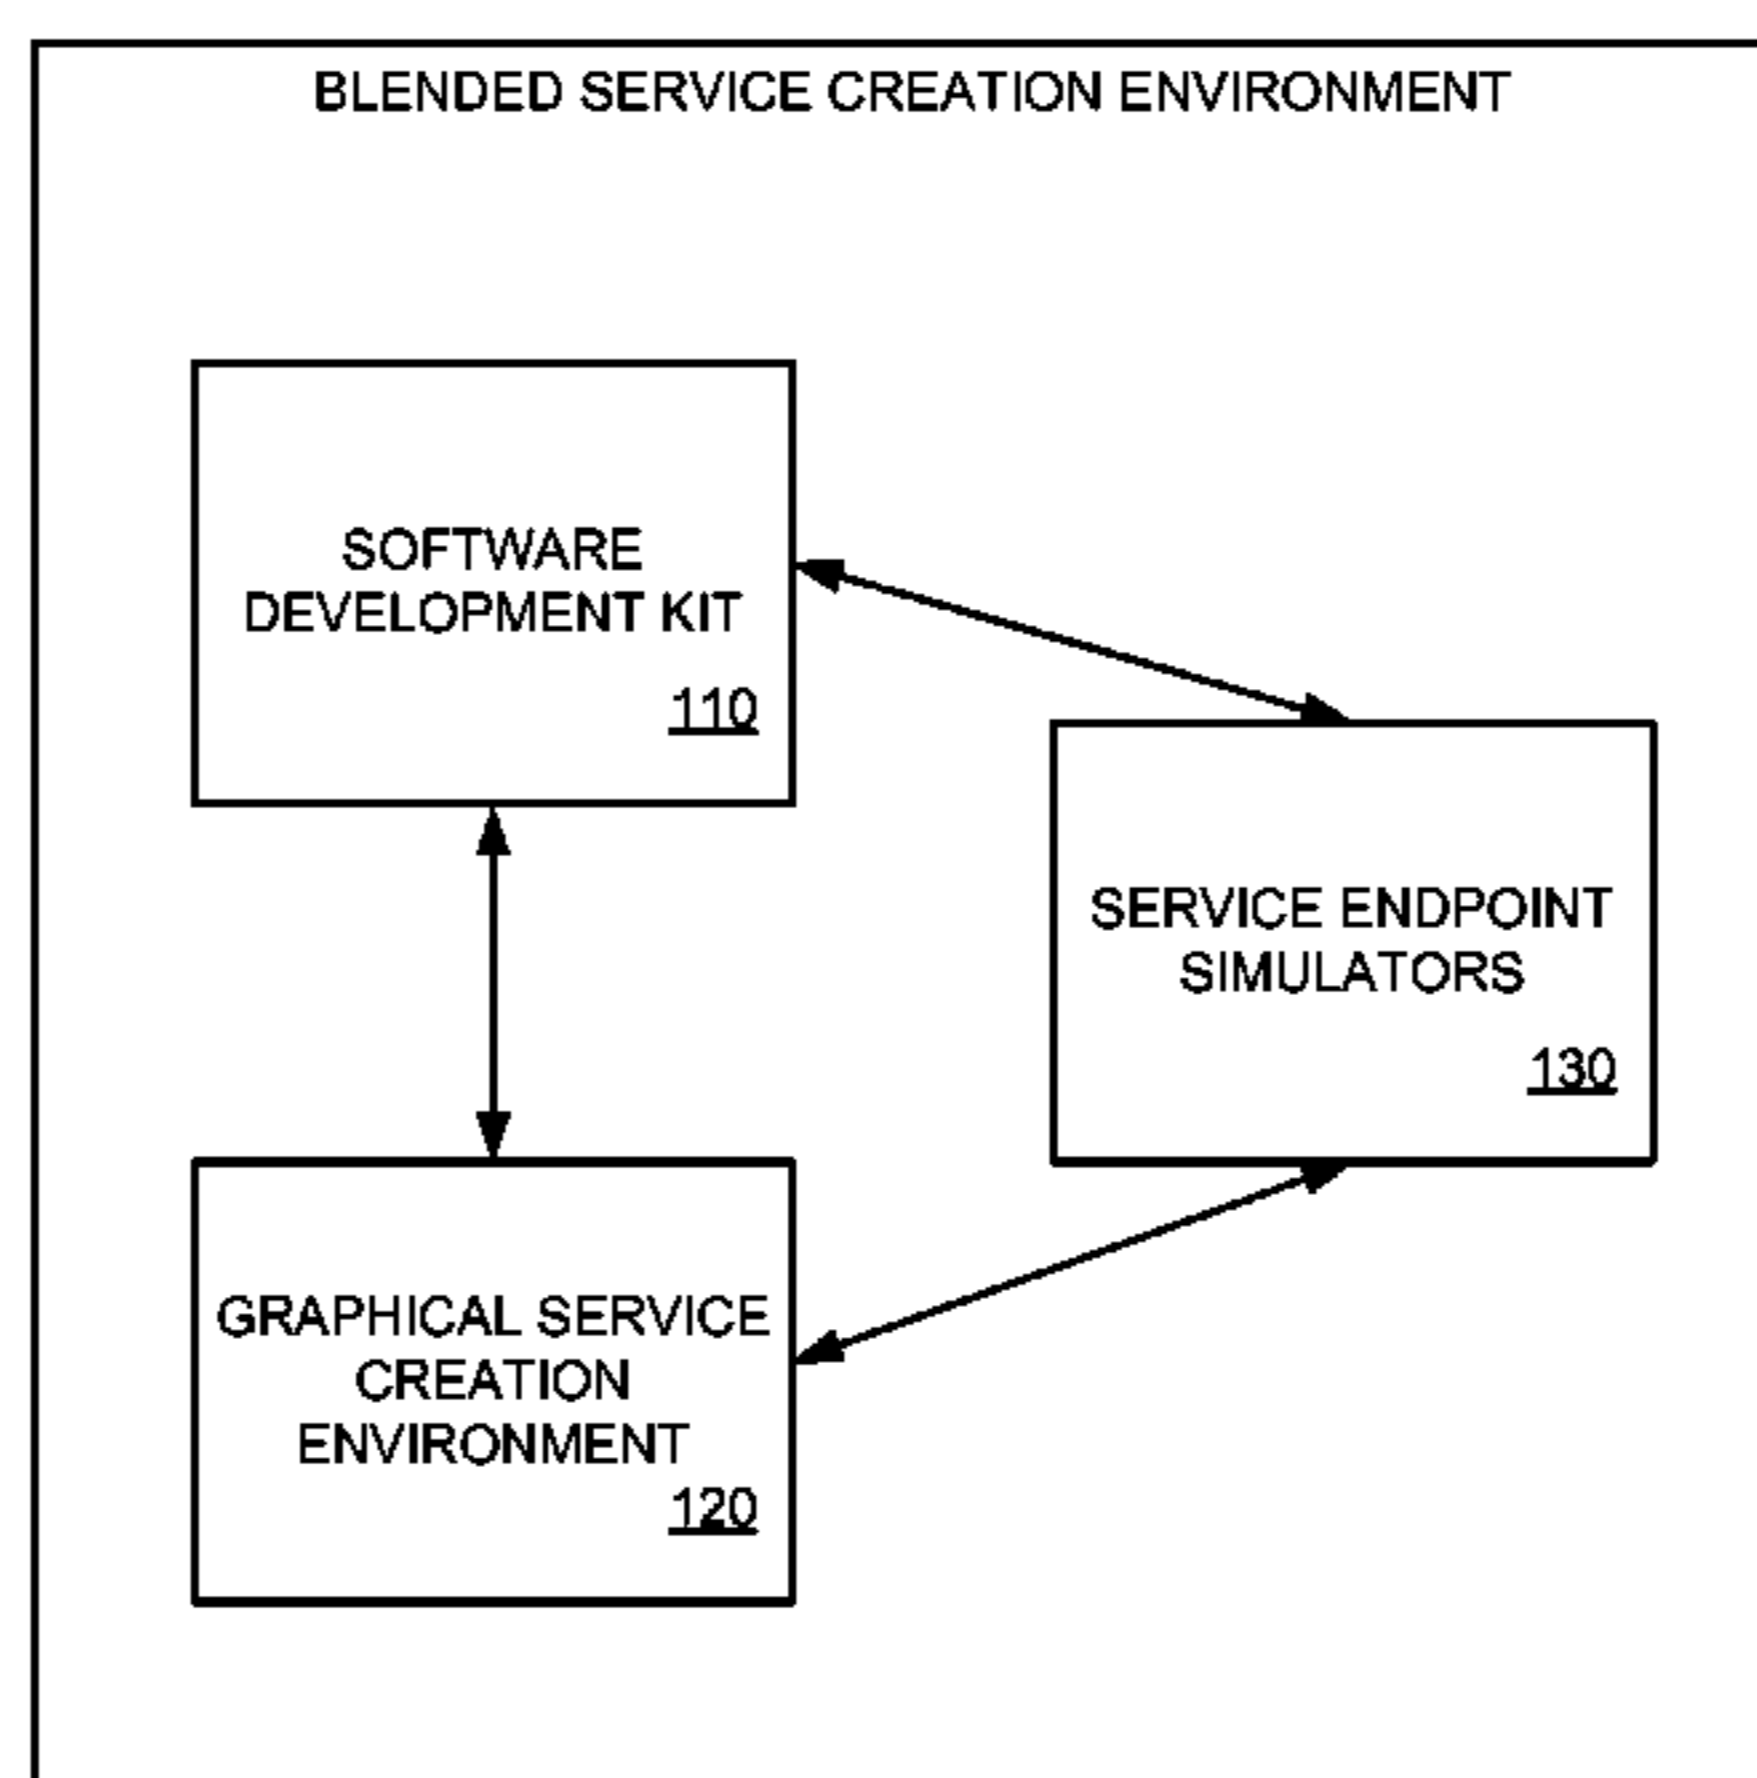 BLENDED SERVICE CREATION ENVIRONMENT
SOFTWARE
DEVELOPMENT KIT
110
SERVICE ENDPOINT
SIMULATORS
130
GRAPHICAL SERVICE
CREATION
ENVIRONMENT
120